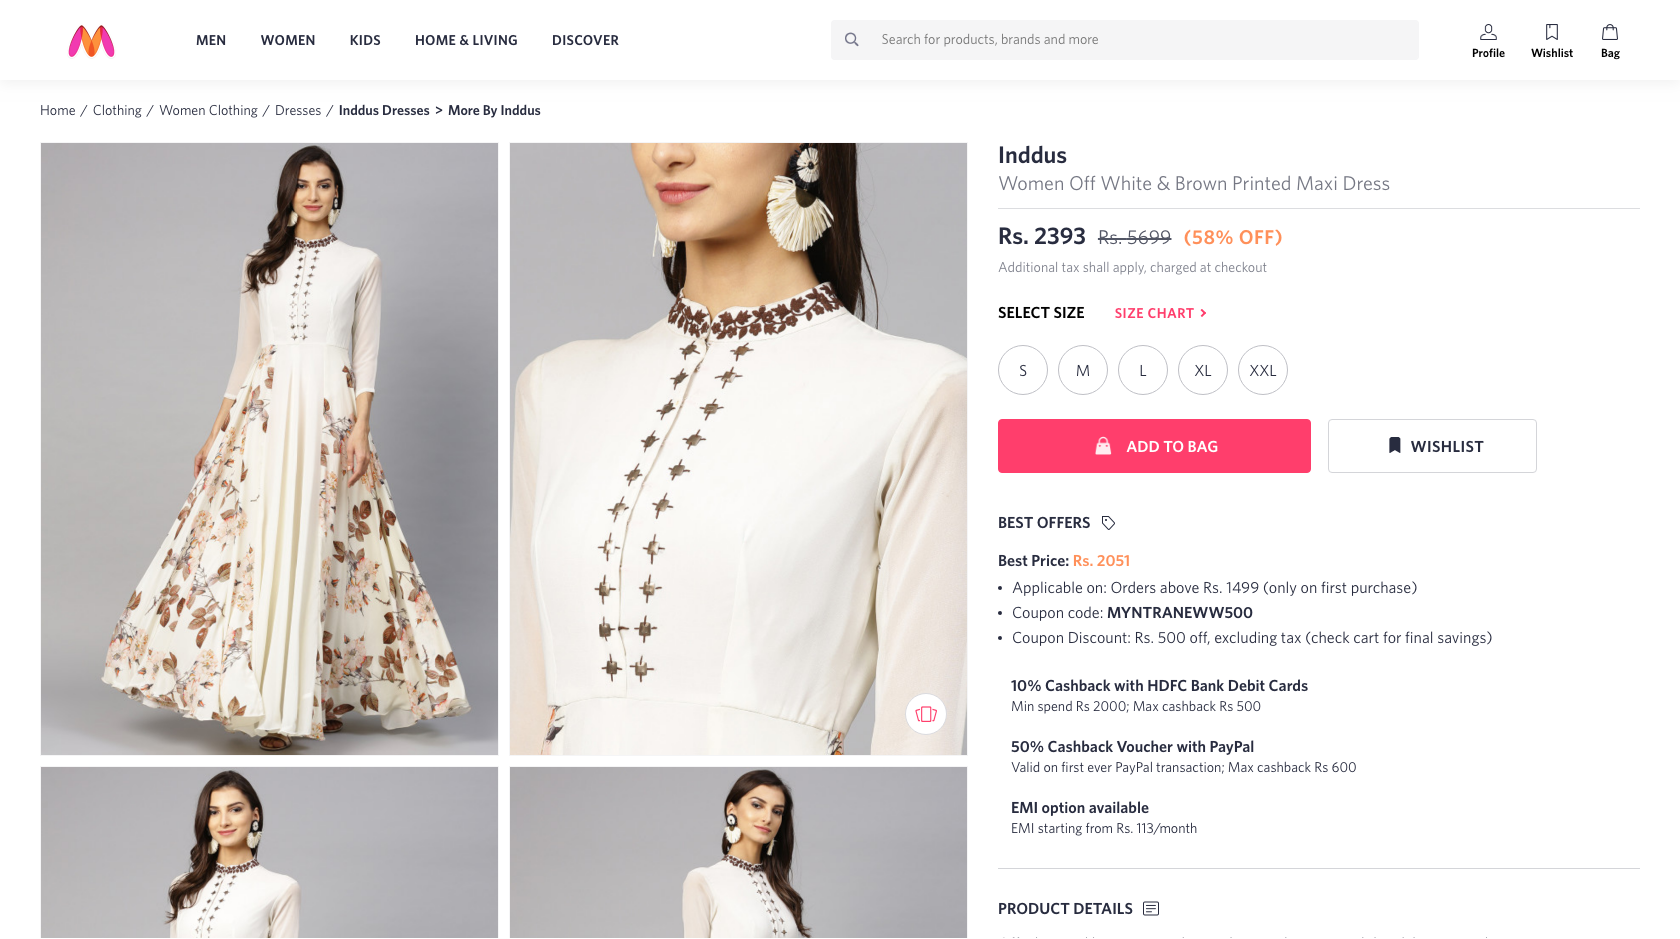 MEN WOMEN KIDS HOME & LIVING DISCOVER
Search for products, brands and more
Profile Wishlist Bag
Home / Clothing / Women Clothing / Dresses / Inddus Dresses > More By Inddus
Inddus
Women Off White & Brown Printed Maxi Dress
Rs. 2393 Rs. 5699 (58% OFF)
Additional tax shall apply, charged at checkout
SELECT SIZE SIZE CHART >
S M L XL XXL
ADD TO BAG WISHLIST
BEST OFFERS
Best Price: Rs. 2051
• Applicable on: Orders above Rs. 1499 (only on first purchase)
• Coupon code: MYNTRANEWW500
• Coupon Discount: Rs. 500 off, excluding tax (check cart for final savings)
10% Cashback with HDFC Bank Debit Cards
Min spend Rs 2000; Max cashback Rs 500
50% Cashback Voucher with PayPal
Valid on first ever PayPal transaction; Max cashback Rs 600
EMI option available
EMI starting from Rs. 113/month
PRODUCT DETAILS